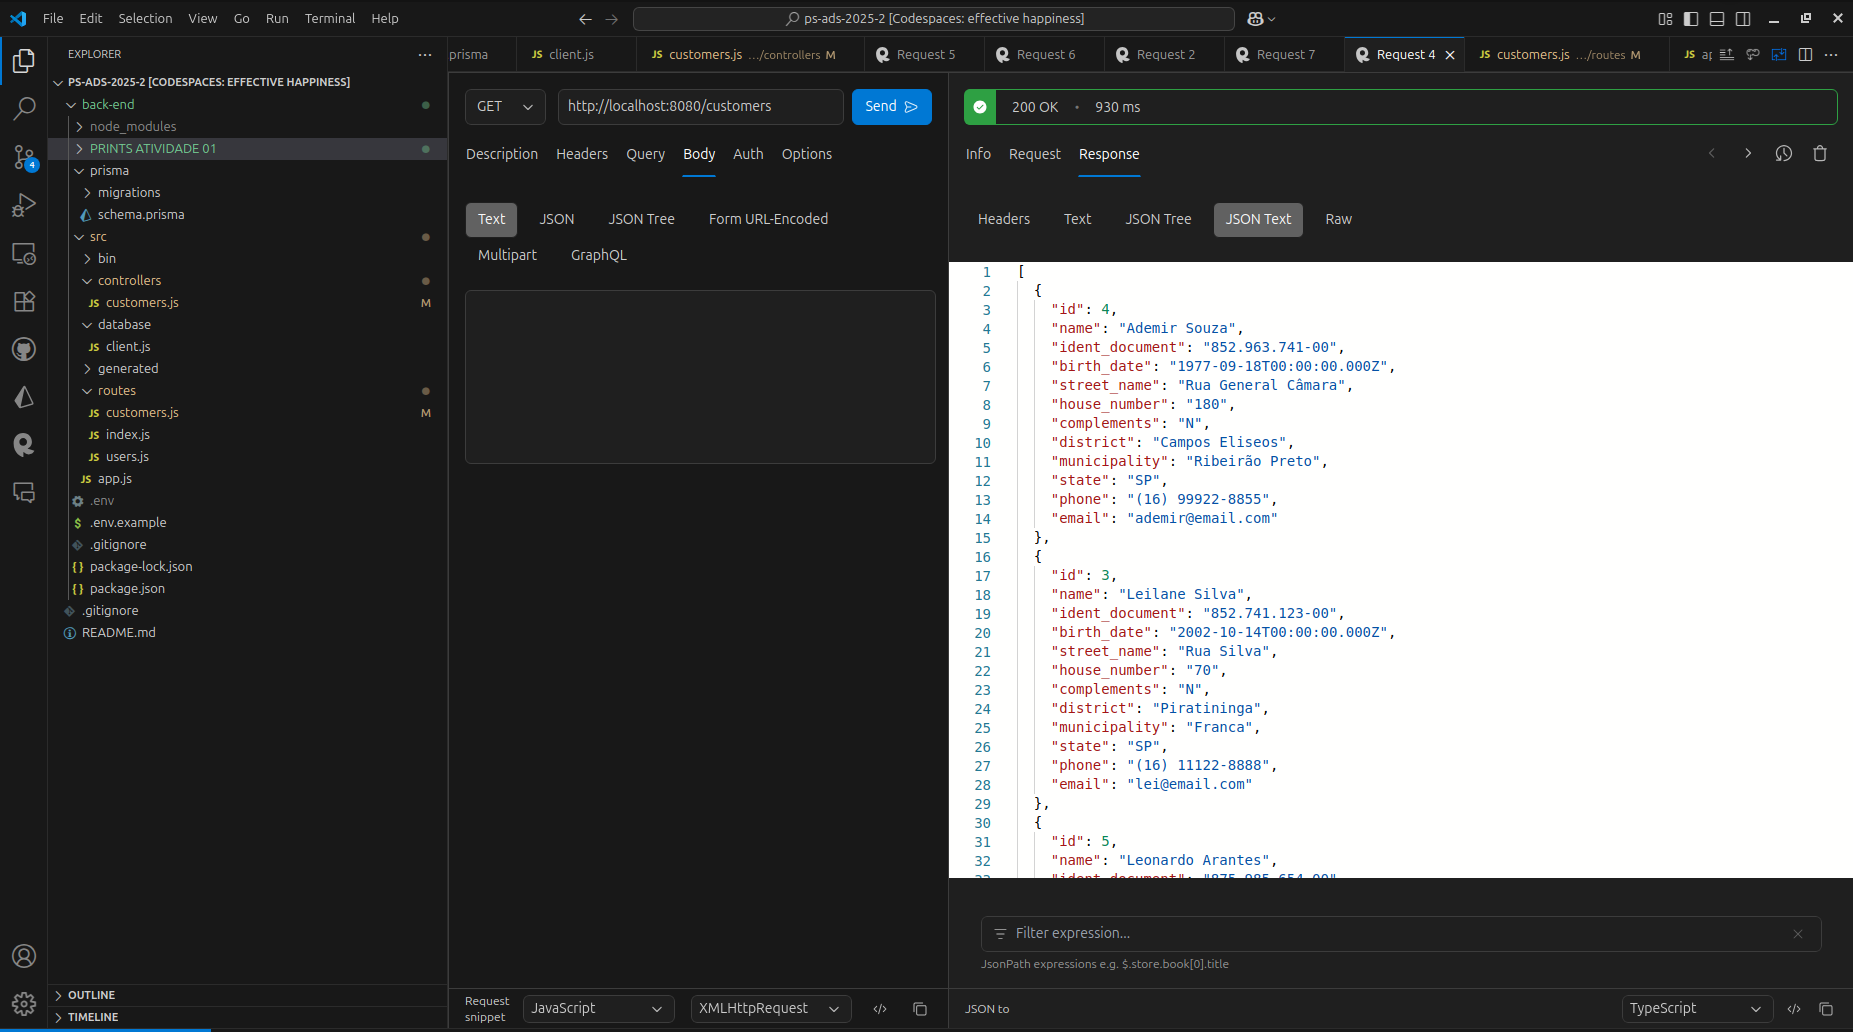 File Edit Selection View Go Run Terminal Help
ps-ads-2025-2 [Codespaces: effective happiness]
EXPLORER
PS-ADS-2025-2 [CODESPACES: EFFECTIVE HAPPINESS]
back-end
node_modules
PRINTS ATIVIDADE 01
prisma
migrations
schema.prisma
src
bin
controllers
JS customers.js M
database
JS client.js
generated
routes
JS customers.js M
JS index.js
JS users.js
JS app.js
.env
$ .env.example
.gitignore
{} package-lock.json
{} package.json
.gitignore
README.md
OUTLINE
TIMELINE
4
prisma
JS client.js
JS customers.js .../controllers M
Request 5
Request 6
Request 2
Request 7
Request 4
JS customers.js .../routes M
JS
GET
http://localhost:8080/customers
Send
Description Headers Query Body Auth Options
Text JSON JSON Tree Form URL-Encoded
Multipart GraphQL
Request snippet
JavaScript
XMLHttpRequest
200 OK • 930 ms
Info Request Response
Headers Text JSON Tree JSON Text Raw
1 [
2 {
3 "id": 4,
4 "name": "Ademir Souza",
5 "ident_document": "852.963.741-00",
6 "birth_date": "1977-09-18T00:00:00.000Z",
7 "street_name": "Rua General Câmara",
8 "house_number": "180",
9 "complements": "N",
10 "district": "Campos Eliseos",
11 "municipality": "Ribeirão Preto",
12 "state": "SP",
13 "phone": "(16) 99922-8855",
14 "email": "ademir@email.com"
15 },
16 {
17 "id": 3,
18 "name": "Leilane Silva",
19 "ident_document": "852.741.123-00",
20 "birth_date": "2002-10-14T00:00:00.000Z",
21 "street_name": "Rua Silva",
22 "house_number": "70",
23 "complements": "N",
24 "district": "Piratininga",
25 "municipality": "Franca",
26 "state": "SP",
27 "phone": "(16) 11122-8888",
28 "email": "lei@email.com"
29 },
30 {
31 "id": 5,
32 "name": "Leonardo Arantes",
33 "ident_document": "875.985.654-00"
Filter expression...
JsonPath expressions e.g. $.store.book[0].title
JSON to
TypeScript